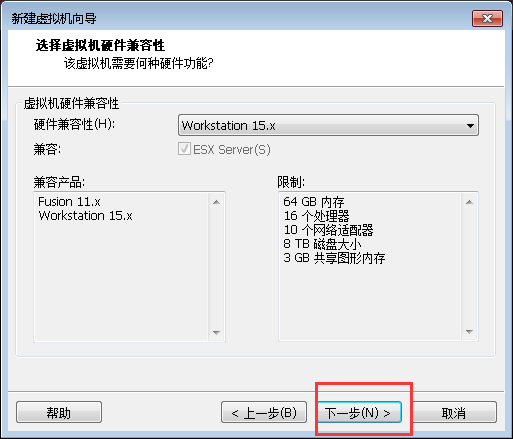 新建虚拟机向导
选择虚拟机硬件兼容性
该虚拟机需要何种硬件功能?
虚拟机硬件兼容性
硬件兼容性(H):
Workstation 15.x
兼容:
ESX Server(S)
兼容产品:
Fusion 11.x
Workstation 15.x
限制:
64 GB 内存
16 个处理器
10 个网络适配器
8 TB 磁盘大小
3 GB 共享图形内存
帮助
< 上一步(B)
下一步(N) >
取消